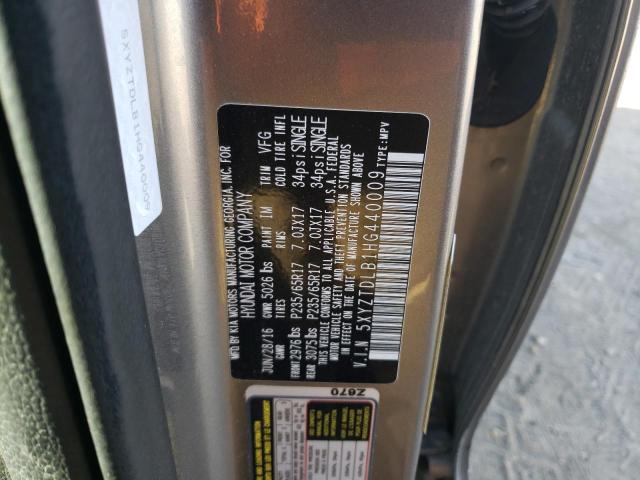 MFD BY KIA MOTORS MANUFACTURING GEORGIA, INC. FOR
HYUNDAI MOTOR COMPANY
JUN/28/16 GVWR 5026 lbs PAINT IM TRIM VFG
GAWR TIRES RIMS COLD TIRE INFL
FRONT 2976 lbs P235/65R17 7.0JX17 34psi SINGLE
REAR 3075 lbs P235/65R17 7.0JX17 34psi SINGLE
THIS VEHICLE CONFORMS TO ALL APPLICABLE U.S.A. FEDERAL
MOTOR VEHICLE SAFETY AND THEFT PREVENTION STANDARDS
IN EFFECT ON THE DATE OF MANUFACTURE SHOWN ABOVE.
V.I.N 5XYZTDLB1HG440009 TYPE:MPV
5XYZTDLB1HG440009
Z670